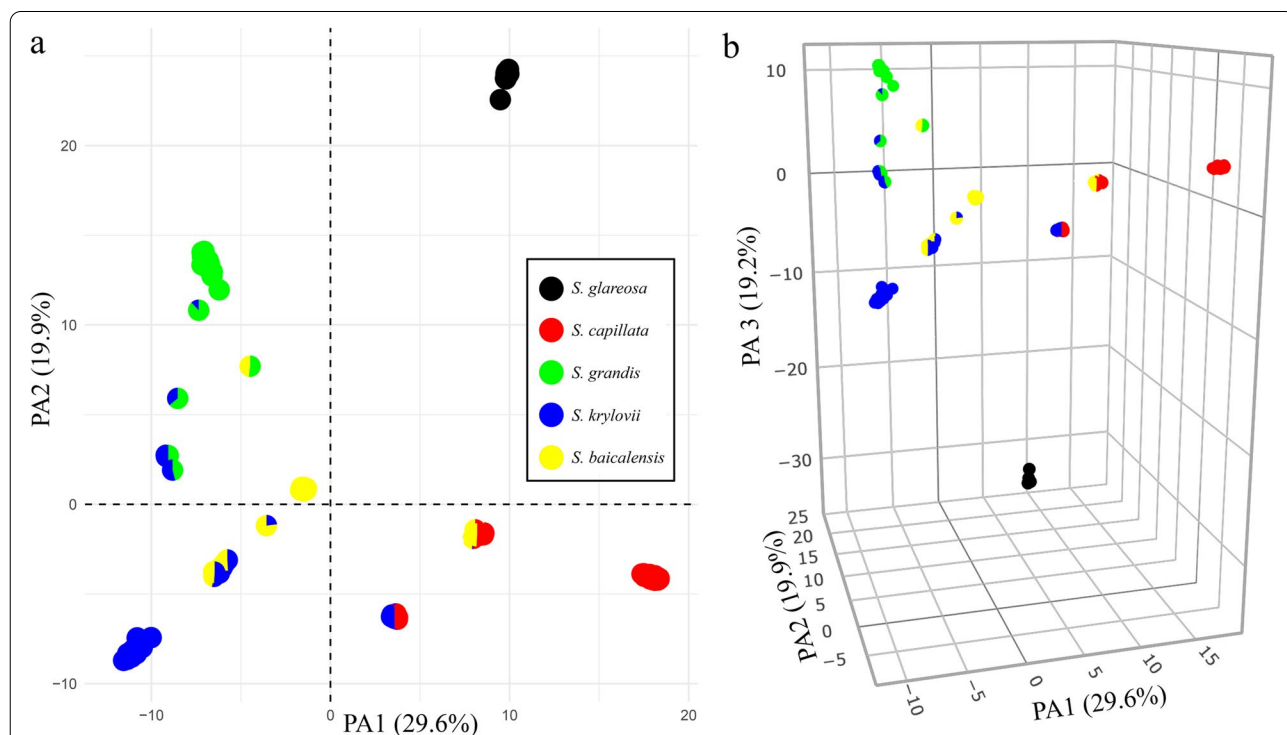 a
20
10
0
−10
PA2 (19.9%)
−10
0
10
20
PA1 (29.6%)
S. glareosa
S. capillata
S. grandis
S. krylovii
S. baicalensis
b
10
0
−10
−20
−30
PA 3 (19.2%)
25
20
15
10
5
0
−5
PA2 (19.9%)
−10
−5
0
5
10
15
PA1 (29.6%)